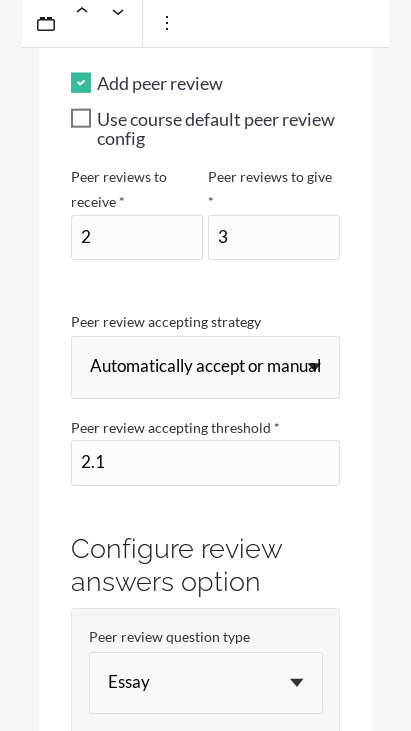 Add peer review
Use course default peer review
config
Peer reviews to
receive *
Peer reviews to give
*
2
3
Peer review accepting strategy
Automatically accept or manual
Peer review accepting threshold *
2.1
Configure review
answers option
Peer review question type
Essay